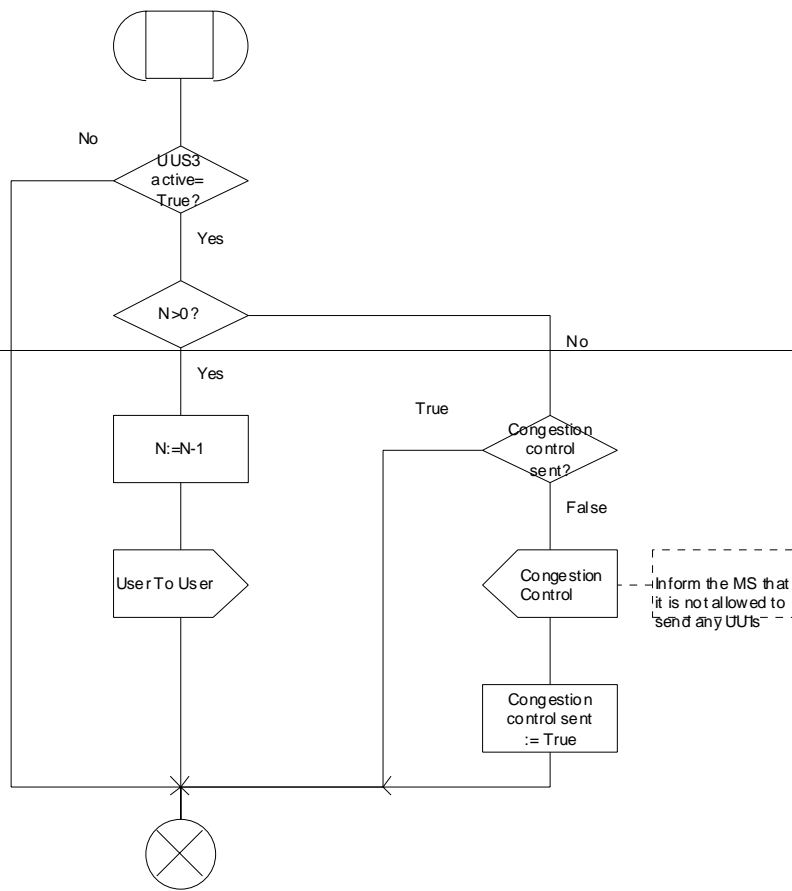 No
UUS3
active=
True?
Yes
N>0?
No
Yes
True
N:=N-1
Congestion
control
sent?
False
User To User
Congestion
Control
Inform the MS that
it is not allowed to
send any UUIs
Congestion
control sent
:= True